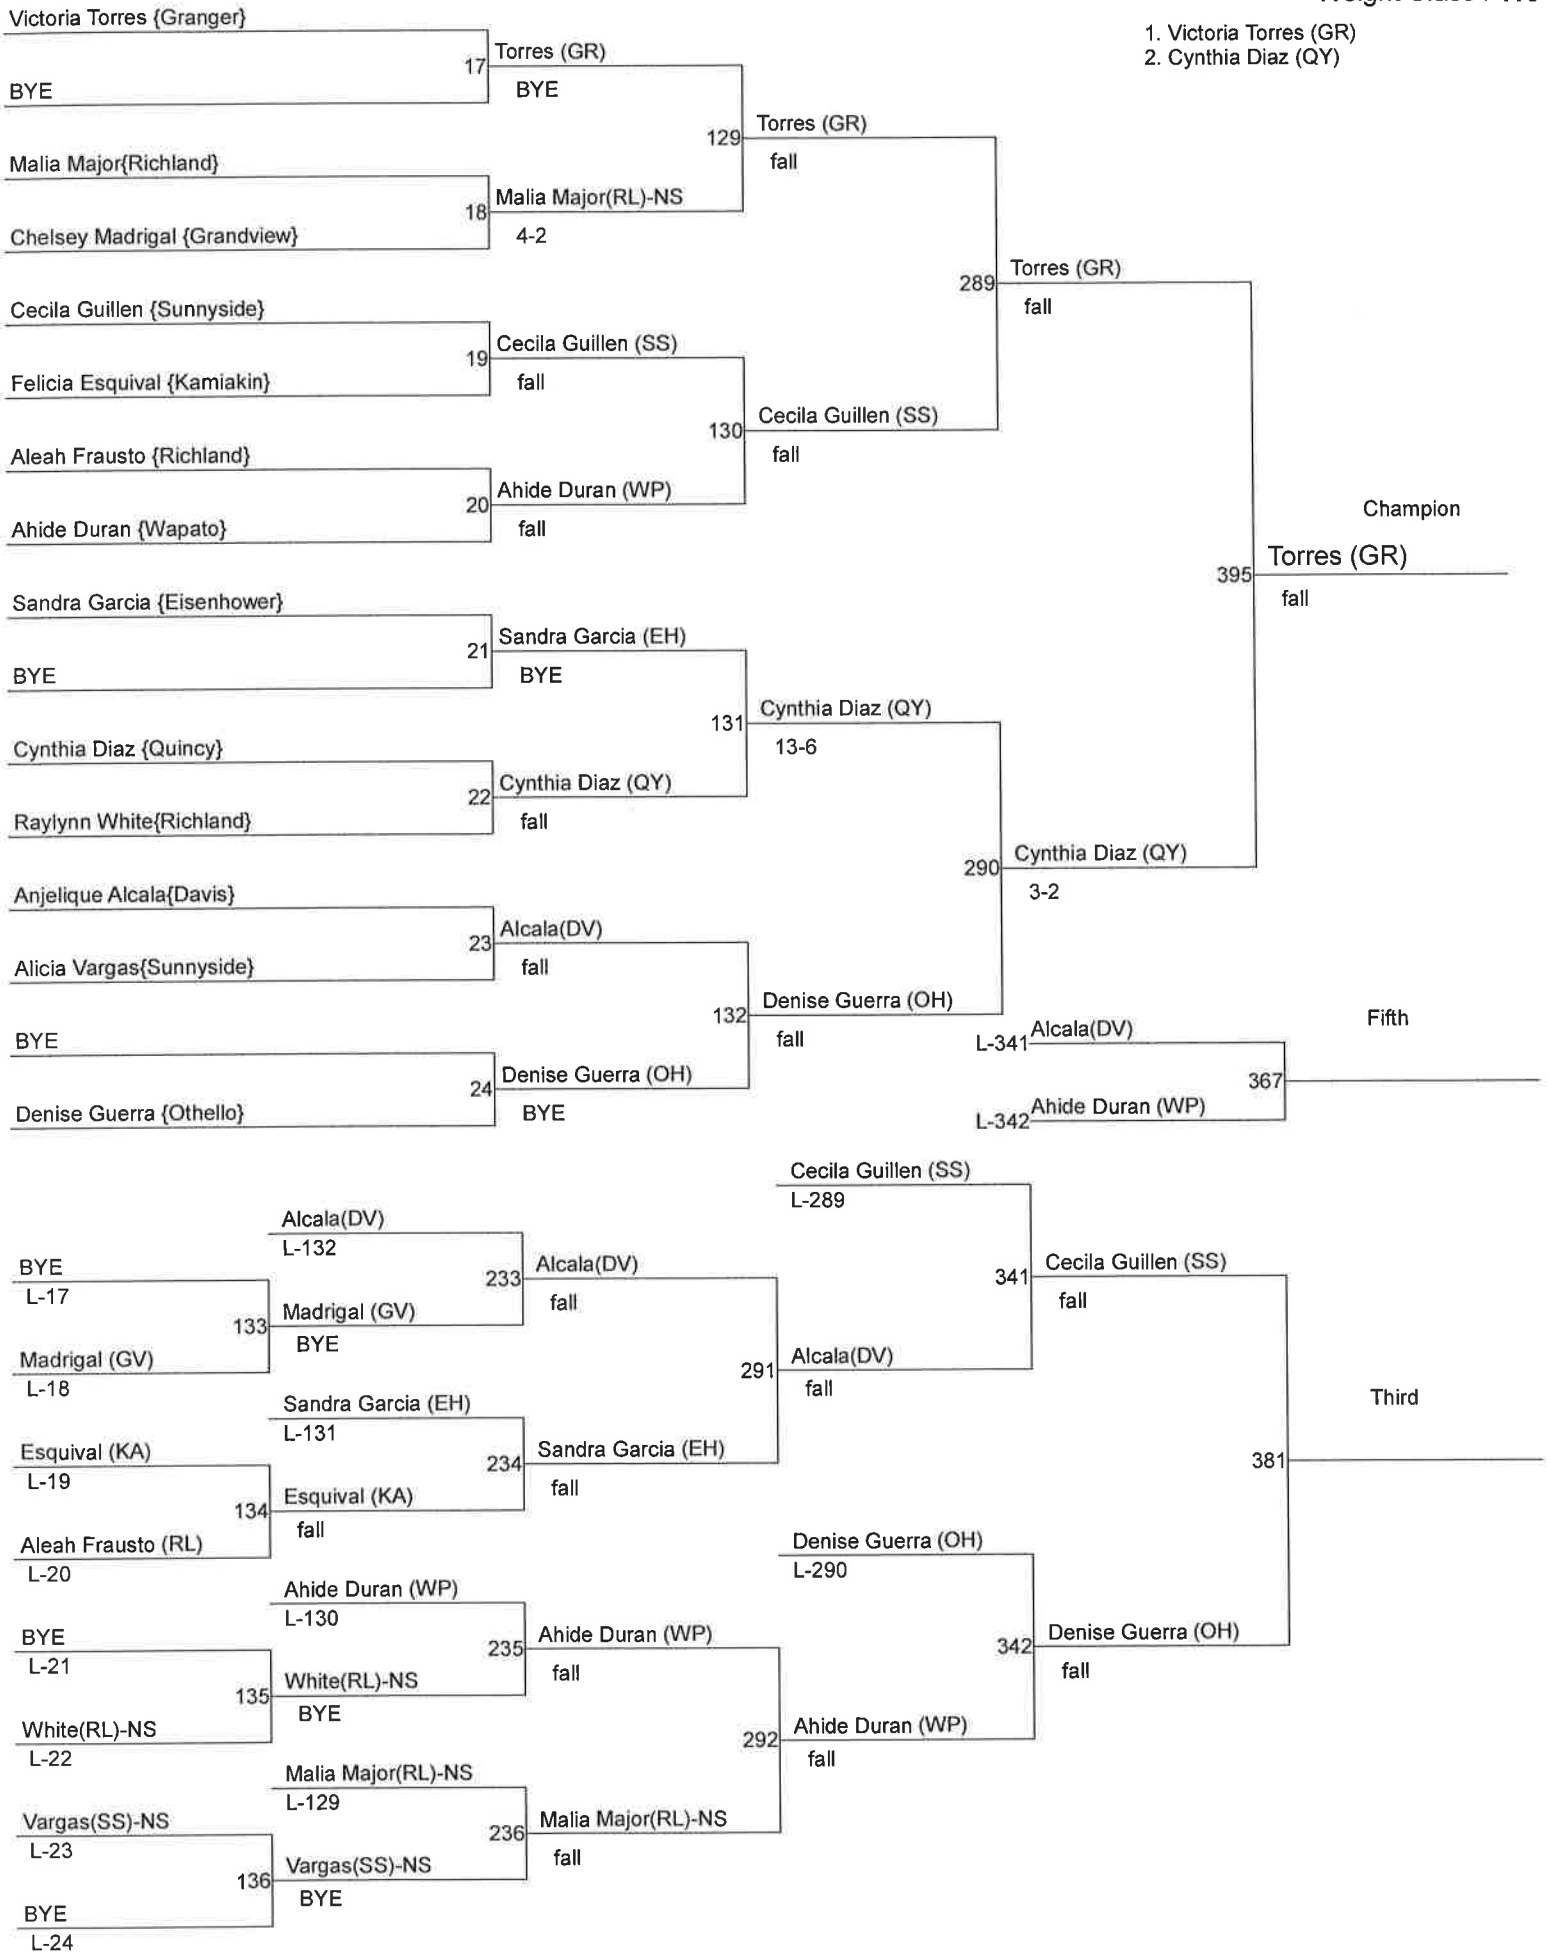 1. Victoria Torres (GR)
2. Cynthia Diaz (QY)
Victoria Torres {Granger}
17
BYE
Torres (GR)
BYE
Malia Major{Richland}
18
Chelsey Madrigal {Grandview}
Malia Major(RL)-NS
4-2
129
Torres (GR)
fall
Cecila Guillen {Sunnyside}
19
Felicia Esquival {Kamiakin}
Cecila Guillen (SS)
fall
Aleah Frausto {Richland}
20
Ahide Duran {Wapato}
Ahide Duran (WP)
fall
130
Cecila Guillen (SS)
fall
289
Torres (GR)
fall
Sandra Garcia {Eisenhower}
21
BYE
Sandra Garcia (EH)
BYE
Cynthia Diaz {Quincy}
22
Raylynn White{Richland}
Cynthia Diaz (QY)
fall
131
Cynthia Diaz (QY)
13-6
Anjelique Alcala{Davis}
23
Alicia Vargas{Sunnyside}
Alcala(DV)
fall
BYE
24
Denise Guerra {Othello}
Denise Guerra (OH)
BYE
132
Denise Guerra (OH)
fall
290
Cynthia Diaz (QY)
3-2
Champion
395
Torres (GR)
fall
Fifth
L-341
Alcala(DV)
367
L-342
Ahide Duran (WP)
BYE
L-17
133
Madrigal (GV)
L-18
Alcala(DV)
L-132
233
Madrigal (GV)
BYE
Alcala(DV)
fall
Esquival (KA)
L-19
134
Aleah Frausto (RL)
L-20
Sandra Garcia (EH)
L-131
234
Esquival (KA)
fall
Sandra Garcia (EH)
fall
291
Alcala(DV)
fall
Cecila Guillen (SS)
L-289
341
Cecila Guillen (SS)
fall
BYE
L-21
135
White(RL)-NS
L-22
Ahide Duran (WP)
L-130
235
White(RL)-NS
BYE
Ahide Duran (WP)
fall
Vargas(SS)-NS
L-23
136
BYE
L-24
Malia Major(RL)-NS
L-129
236
Vargas(SS)-NS
BYE
Malia Major(RL)-NS
fall
292
Ahide Duran (WP)
fall
Denise Guerra (OH)
L-290
342
Denise Guerra (OH)
fall
Third
381